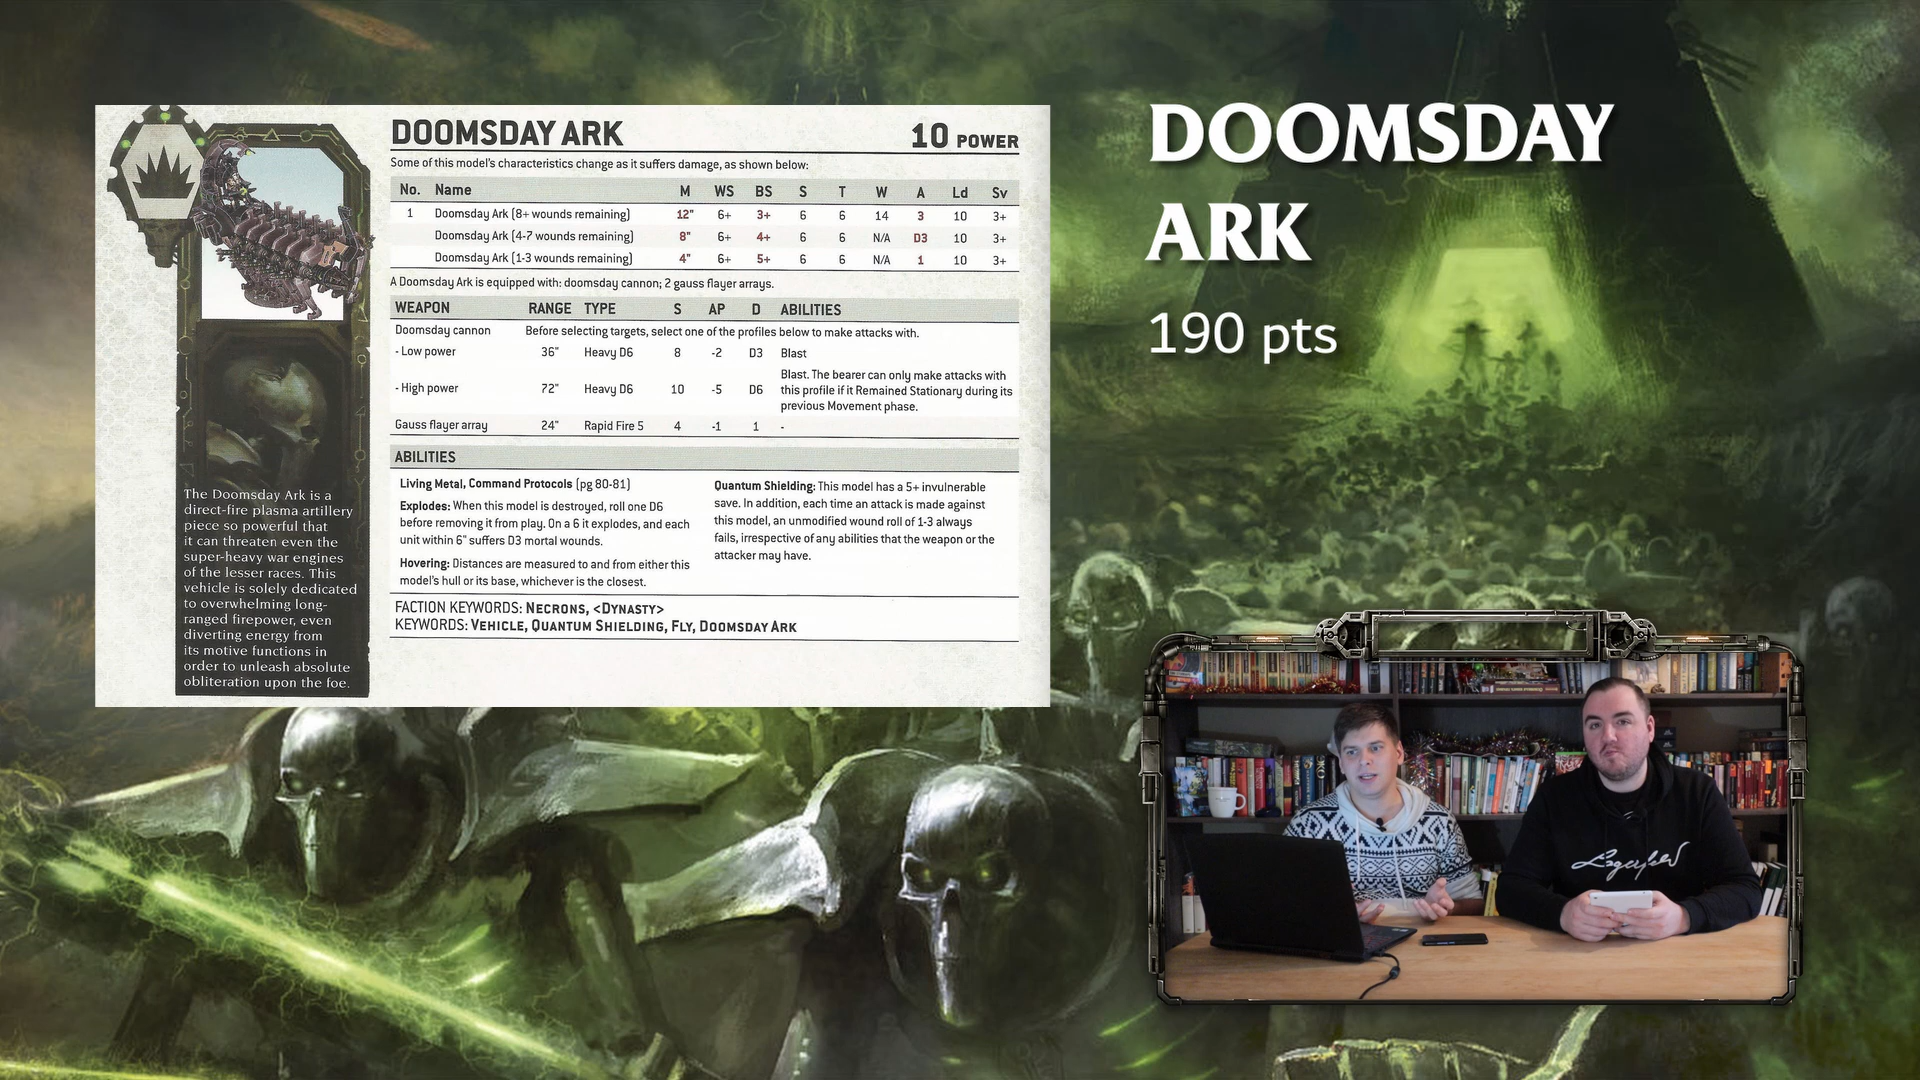 DOOMSDAY ARK
10 POWER
Some of this model's characteristics change as it suffers damage, as shown below:
No. Name M WS BS S T W A Ld Sv
1 Doomsday Ark (8+ wounds remaining) 12" 6+ 3+ 6 6 14 3 10 3+
Doomsday Ark (4-7 wounds remaining) 8" 6+ 4+ 6 6 N/A D3 10 3+
Doomsday Ark (1-3 wounds remaining) 4" 6+ 5+ 6 6 N/A 1 10 3+
A Doomsday Ark is equipped with: doomsday cannon; 2 gauss flayer arrays.
WEAPON RANGE TYPE S AP D ABILITIES
Doomsday cannon Before selecting targets, select one of the profiles below to make attacks with.
- Low power 36" Heavy D6 8 -2 D3 Blast
- High power 72" Heavy D6 10 -5 D6 Blast. The bearer can only make attacks with
this profile if it Remained Stationary during its
previous Movement phase.
Gauss flayer array 24" Rapid Fire 5 4 -1 1 -
ABILITIES
Living Metal, Command Protocols (pg 80-81)
Explodes: When this model is destroyed, roll one D6
before removing it from play. On a 6 it explodes, and each
unit within 6" suffers D3 mortal wounds.
Hovering: Distances are measured to and from either this
model's hull or its base, whichever is the closest.
Quantum Shielding: This model has a 5+ invulnerable
save. In addition, each time an attack is made against
this model, an unmodified wound roll of 1-3 always
fails, irrespective of any abilities that the weapon or the
attacker may have.
FACTION KEYWORDS: NECRONS, <DYNASTY>
KEYWORDS: VEHICLE, QUANTUM SHIELDING, FLY, DOOMSDAY ARK
The Doomsday Ark is a
direct-fire plasma artillery
piece so powerful that
it can threaten even the
super-heavy war engines
of the lesser races. This
vehicle is solely dedicated
to overwhelming long-
ranged firepower, even
diverting energy from
its motive functions in
order to unleash absolute
obliteration upon the foe.
DOOMSDAY
ARK
190 pts
Lagerfeld